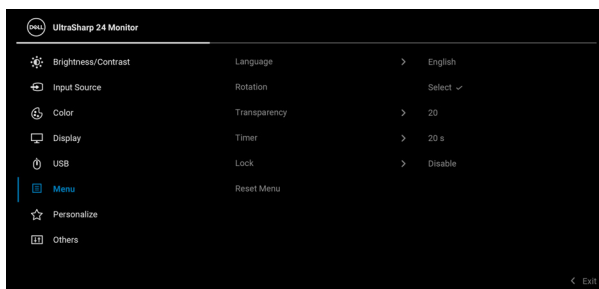 DELL UltraSharp 24 Monitor
Brightness/Contrast Language > English
Input Source Rotation Select ✓
Color Transparency > 20
Display Timer > 20 s
USB Lock > Disable
Menu Reset Menu
Personalize
Others
< Exit